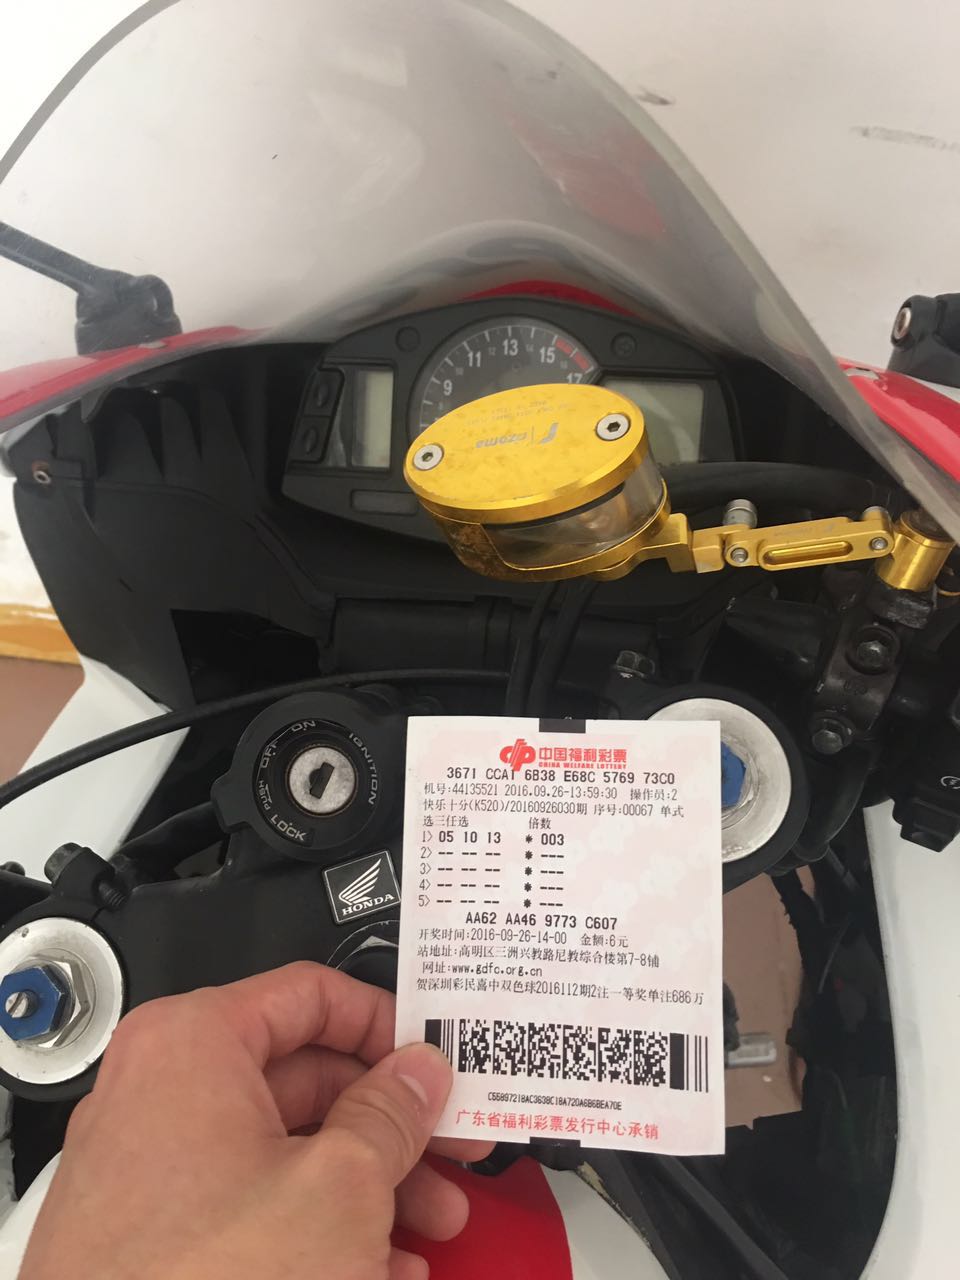 9
11
12
13
14
15
17
rizoma
ON
OFF
PUSH
LOCK
IGNITION
HONDA
中国福利彩票
CHINA WELFARE LOTTERY
3671 CCA1 6B38 E68C 5769 73C0
机号:44135521 2016.09.26-13:59:30 操作员:2
快乐十分(K520)/20160926030期 序号:00067 单式
选三任选 倍数
1> 05 10 13 * 003
2> -- -- -- * ---
3> -- -- -- * ---
4> -- -- -- * ---
5> -- -- -- * ---
AA62 AA46 9773 C607
开奖时间:2016-09-26-14-00 金额:6元
站地址:高明区三洲兴教路尼教综合楼第7-8铺
网址:www.gdfc.org.cn
贺深圳彩民喜中双色球2016112期2注一等奖单注686万
C55897218AC3638C18A720A6B6BEA70E
广东省福利彩票发行中心承销